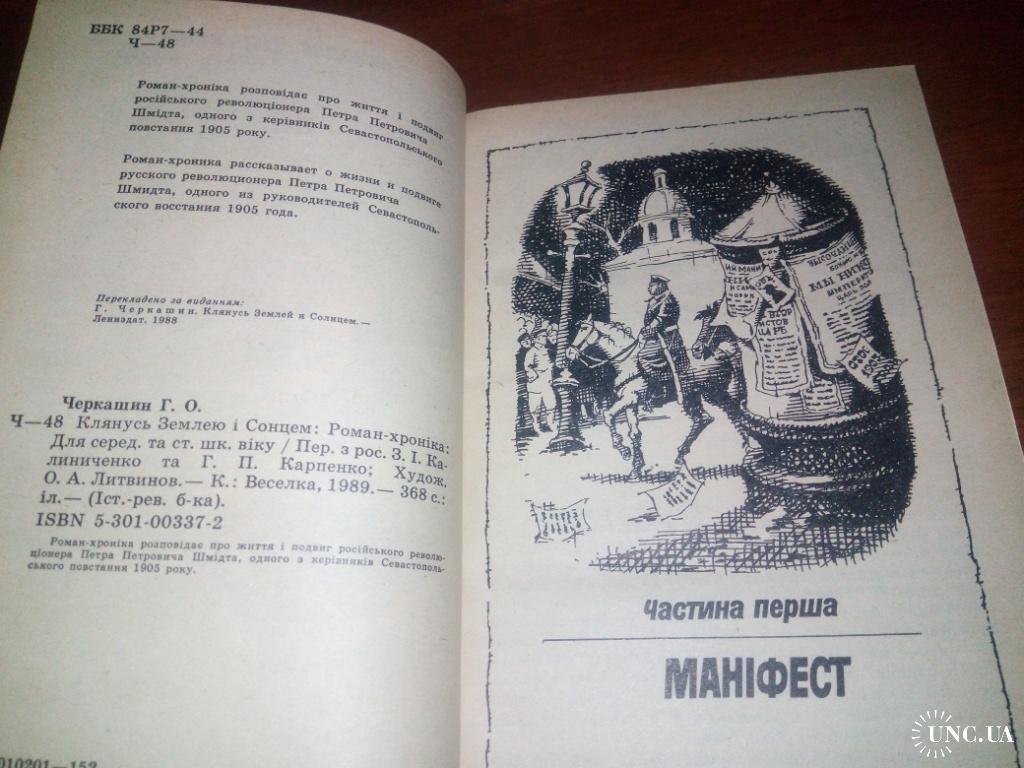 ББК 84Р7—44
Ч—48
Роман-хроніка розповідає про життя і подвиг
російського революціонера Петра Петровича
Шмідта, одного з керівників Севастопольського
повстання 1905 року.
Роман-хроника рассказывает о жизни и подвиге
русского революционера Петра Петровича
Шмидта, одного из руководителей Севастополь-
ского восстания 1905 года.
Перекладено за виданням:
Г. Черкашин. Клянусь Землей и Солнцем.—
Лениздат. 1988
Черкашин Г. О.
Ч—48 Клянусь Землею і Сонцем: Роман-хроніка:
Для серед. та ст. шк. віку / Пер. з рос. З. І. Ка-
линиченко та Г. П. Карпенко; Худож.
О. А. Литвинов.— К.: Веселка, 1989.— 368 с.:
іл.— (Іст.-рев. б-ка).
ISBN 5-301-00337-2
Роман-хроніка розповідає про життя і подвиг російського револю-
ціонера Петра Петровича Шмідта, одного з керівників Севастополь-
ського повстання 1905 року.
010201—152
МЫ
ЦАРЬ
частина перша
МАНІФЕСТ
UNC.UA